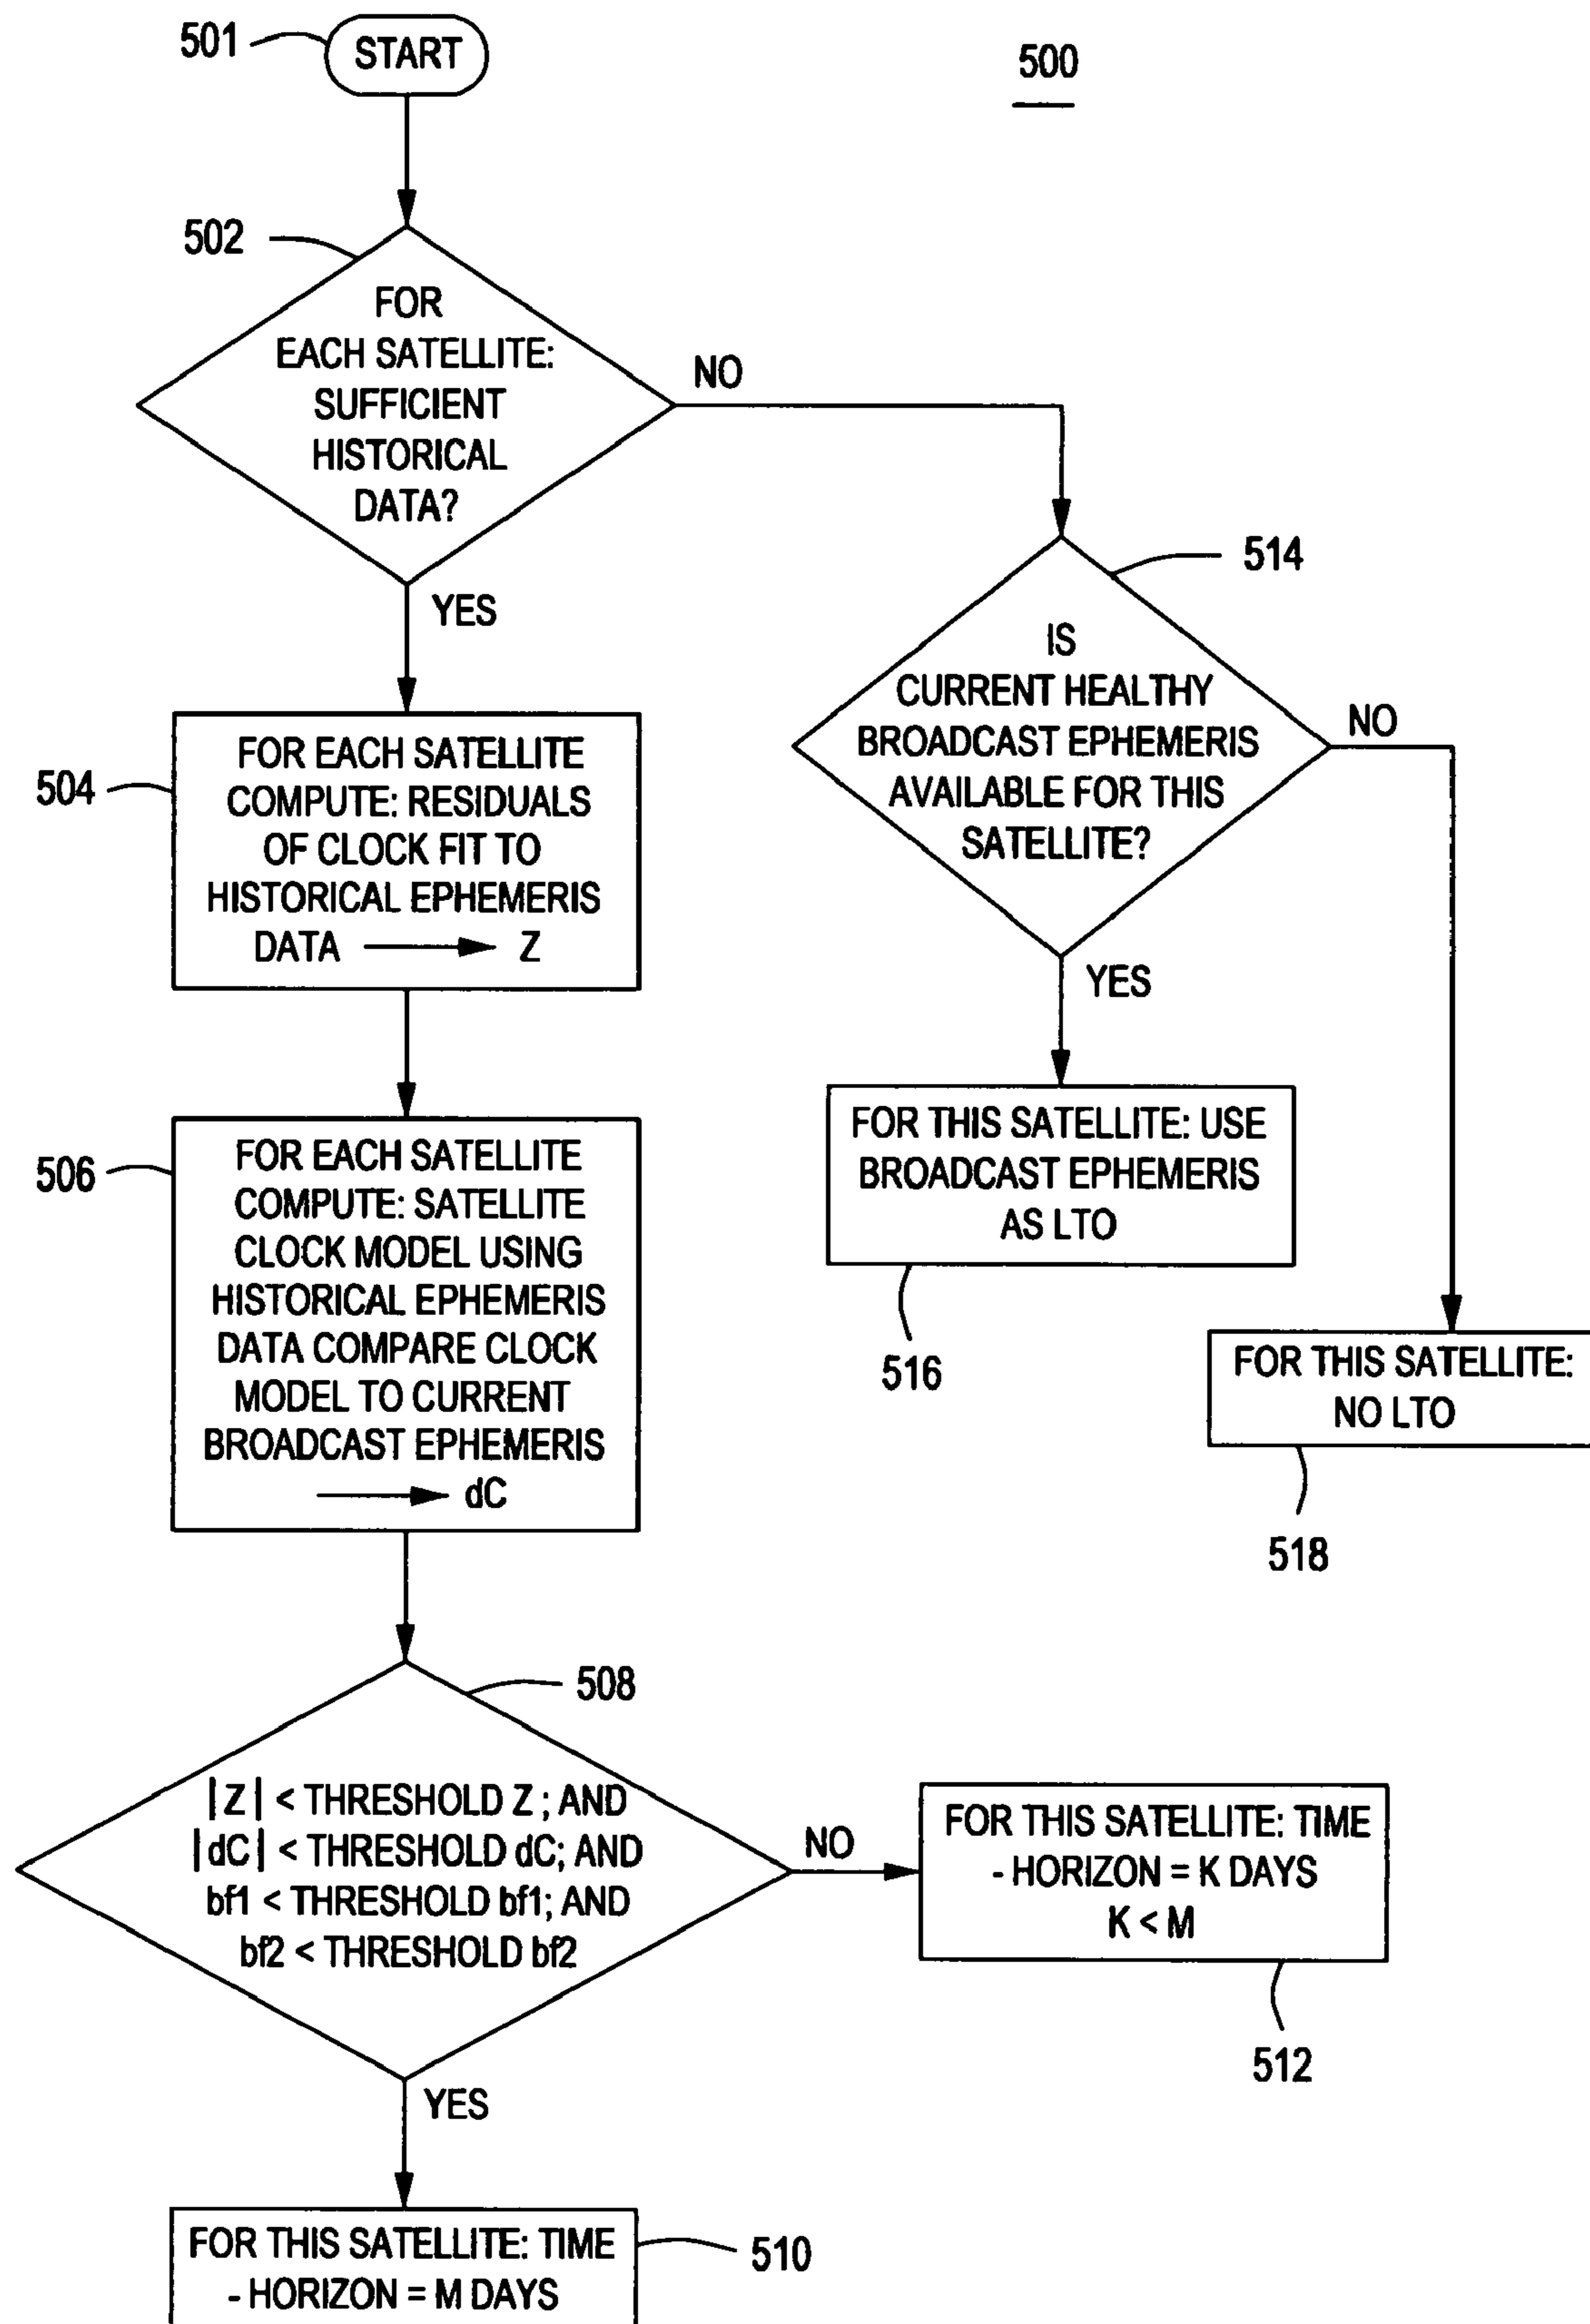 501
START
500
502
FOR
EACH SATELLITE:
SUFFICIENT
HISTORICAL
DATA?
NO
YES
514
IS
CURRENT HEALTHY
BROADCAST EPHEMERIS
AVAILABLE FOR THIS
SATELLITE?
NO
YES
504
FOR EACH SATELLITE
COMPUTE: RESIDUALS
OF CLOCK FIT TO
HISTORICAL EPHEMERIS
DATA → Z
506
FOR EACH SATELLITE
COMPUTE: SATELLITE
CLOCK MODEL USING
HISTORICAL EPHEMERIS
DATA COMPARE CLOCK
MODEL TO CURRENT
BROADCAST EPHEMERIS
→ dC
FOR THIS SATELLITE: USE
BROADCAST EPHEMERIS
AS LTO
516
FOR THIS SATELLITE:
NO LTO
518
508
|Z| < THRESHOLD Z ; AND
|dC| < THRESHOLD dC; AND
bf1 < THRESHOLD bf1; AND
bf2 < THRESHOLD bf2
NO
FOR THIS SATELLITE: TIME
- HORIZON = K DAYS
K < M
512
YES
FOR THIS SATELLITE: TIME
- HORIZON = M DAYS
510